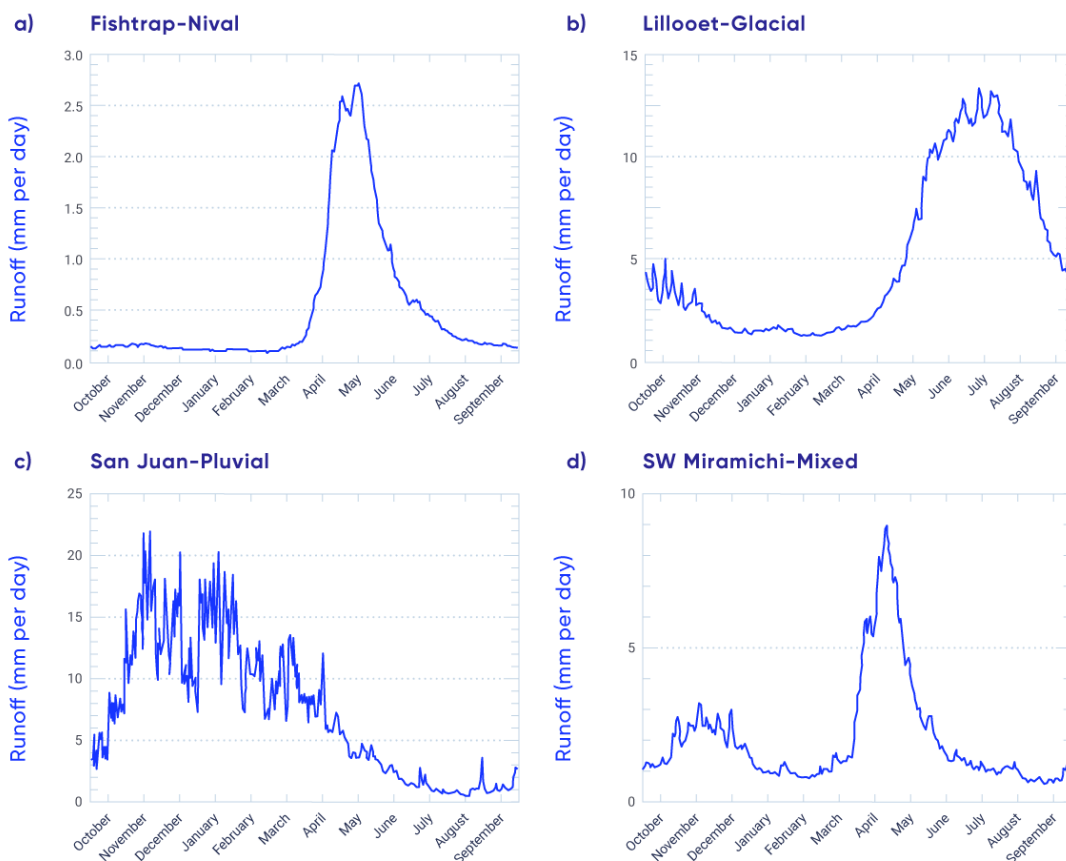 a) Fishtrap-Nival
Runoff (mm per day)
3.0
2.5
2.0
1.5
1.0
0.5
0.0
October November December January February March April May June July August September
b) Lillooet-Glacial
Runoff (mm per day)
15
10
5
0
October November December January February March April May June July August September
c) San Juan-Pluvial
Runoff (mm per day)
25
20
15
10
5
0
October November December January February March April May June July August September
d) SW Miramichi-Mixed
Runoff (mm per day)
10
5
0
October November December January February March April May June July August September